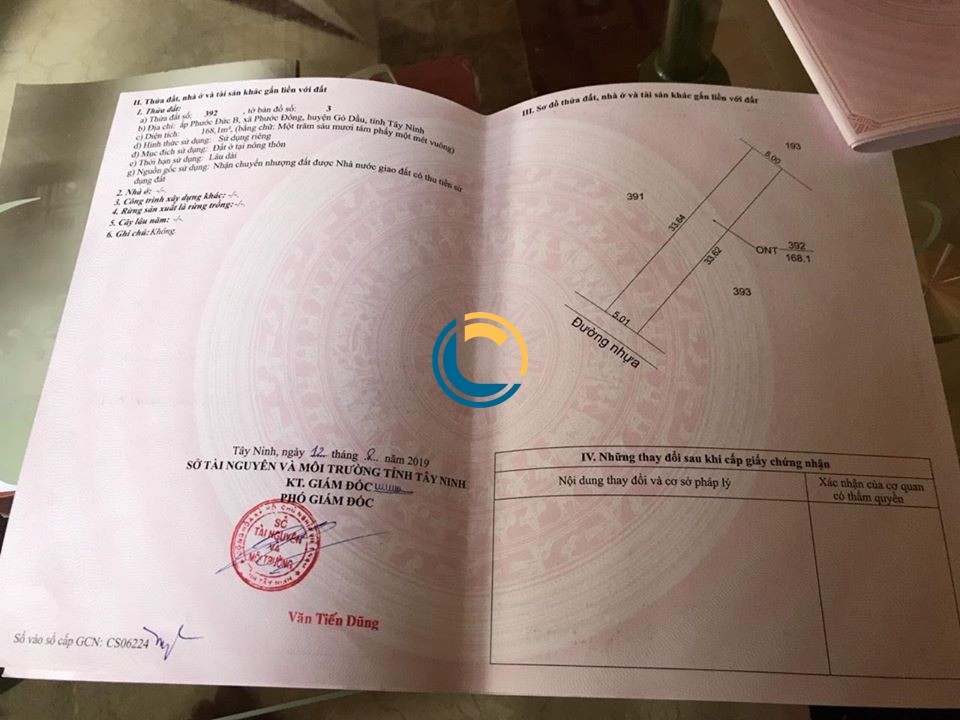 II. Thửa đất, nhà ở và tài sản khác gắn liền với đất
1. Thửa đất:
a) Thửa đất số: 392 tờ bản đồ số: 3
b) Địa chỉ: ấp Phước Đức B, xã Phước Đông, huyện Gò Dầu, tỉnh Tây Ninh
c) Diện tích: 168,1m², (bằng chữ: Một trăm sáu mươi tám phẩy một mét vuông)
d) Hình thức sử dụng: Sử dụng riêng
đ) Mục đích sử dụng: Đất ở tại nông thôn
e) Thời hạn sử dụng: Lâu dài
g) Nguồn gốc sử dụng: Nhận chuyển nhượng đất được Nhà nước giao đất có thu tiền sử
dụng đất
2. Nhà ở: -/-
3. Công trình xây dựng khác: -/-
4. Rừng sản xuất là rừng trồng: -/-
5. Cây lâu năm: -/-
6. Ghi chú: Không.
Tây Ninh, ngày 12 tháng 8 năm 2019
SỞ TÀI NGUYÊN VÀ MÔI TRƯỜNG TỈNH TÂY NINH
KT. GIÁM ĐỐC
PHÓ GIÁM ĐỐC
SỞ
TÀI NGUYÊN
VÀ
MÔI TRƯỜNG
TỈNH TÂY NINH
Văn Tiến Dũng
Số vào sổ cấp GCN: CS06224
III. Sơ đồ thửa đất, nhà ở và tài sản khác gắn liền với đất
193
5.00
391
33.64
33.62
ONT 392
168.1
393
5.01
Đường nhựa
IV. Những thay đổi sau khi cấp giấy chứng nhận
Nội dung thay đổi và cơ sở pháp lý
Xác nhận của cơ quan
có thẩm quyền